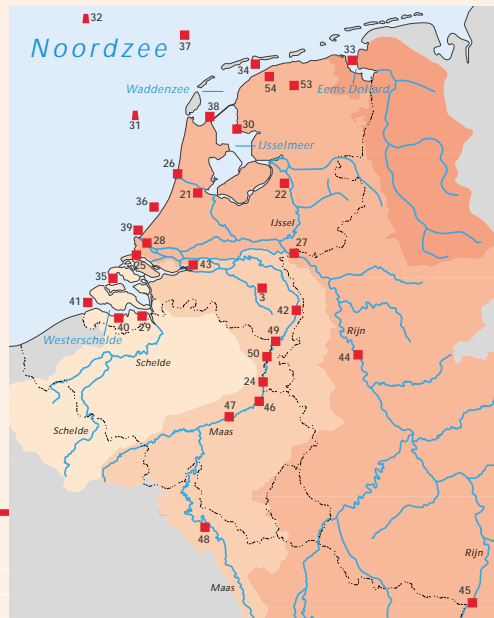 32
Noordzee
37
34
33
54
53
Waddenzee
Eems Dollard
38
31
30
IJsselmeer
26
21
22
36
IJssel
39
28
27
25
43
35
3
41
42
40
29
49
Westerschelde
Rijn
50
44
Schelde
24
47
46
Schelde
Maas
48
Rijn
Maas
45